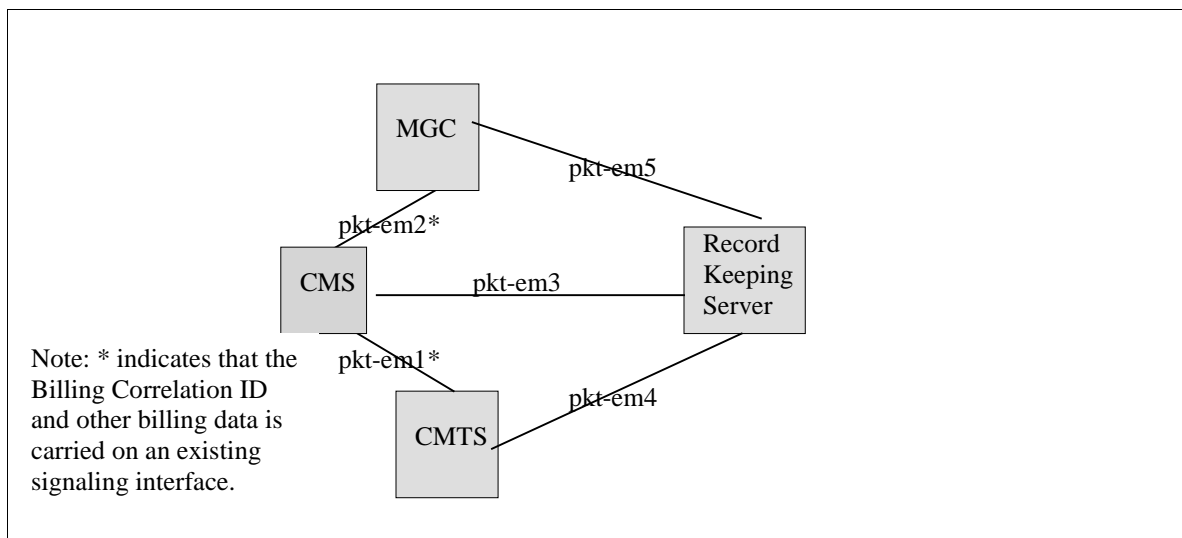 MGC
pkt-em5
pkt-em2*
Record
Keeping
Server
CMS
pkt-em3
Note: * indicates that the
Billing Correlation ID
and other billing data is
carried on an existing
signaling interface.
pkt-em1*
pkt-em4
CMTS